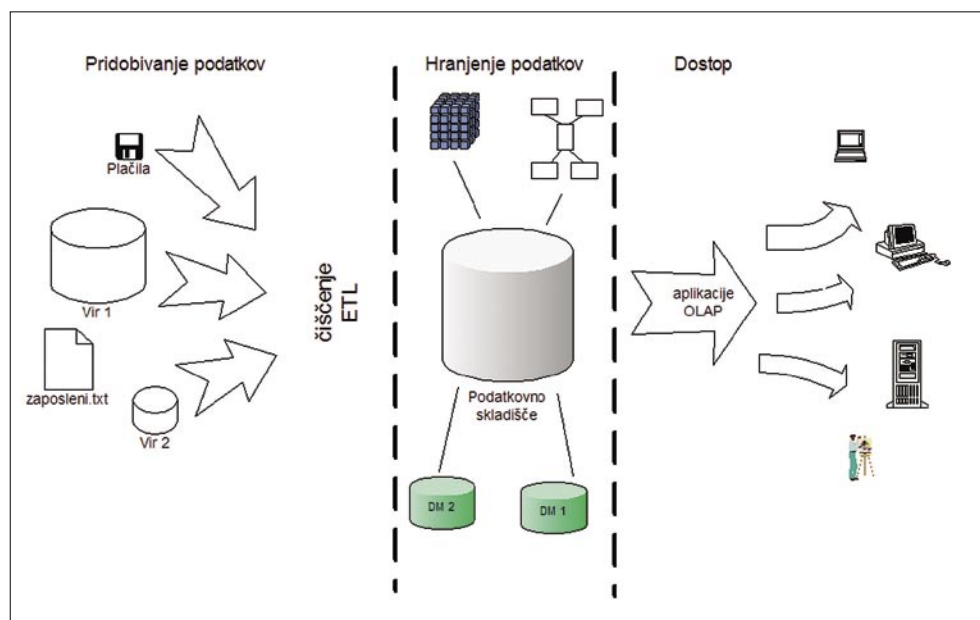 Pridobivanje podatkov
Plačila
Vir 1
zaposleni.txt
Vir 2
čiščenje
ETL
Hranjenje podatkov
Podatkovno
skladišče
DM 2
DM 1
Dostop
aplikacije
OLAP